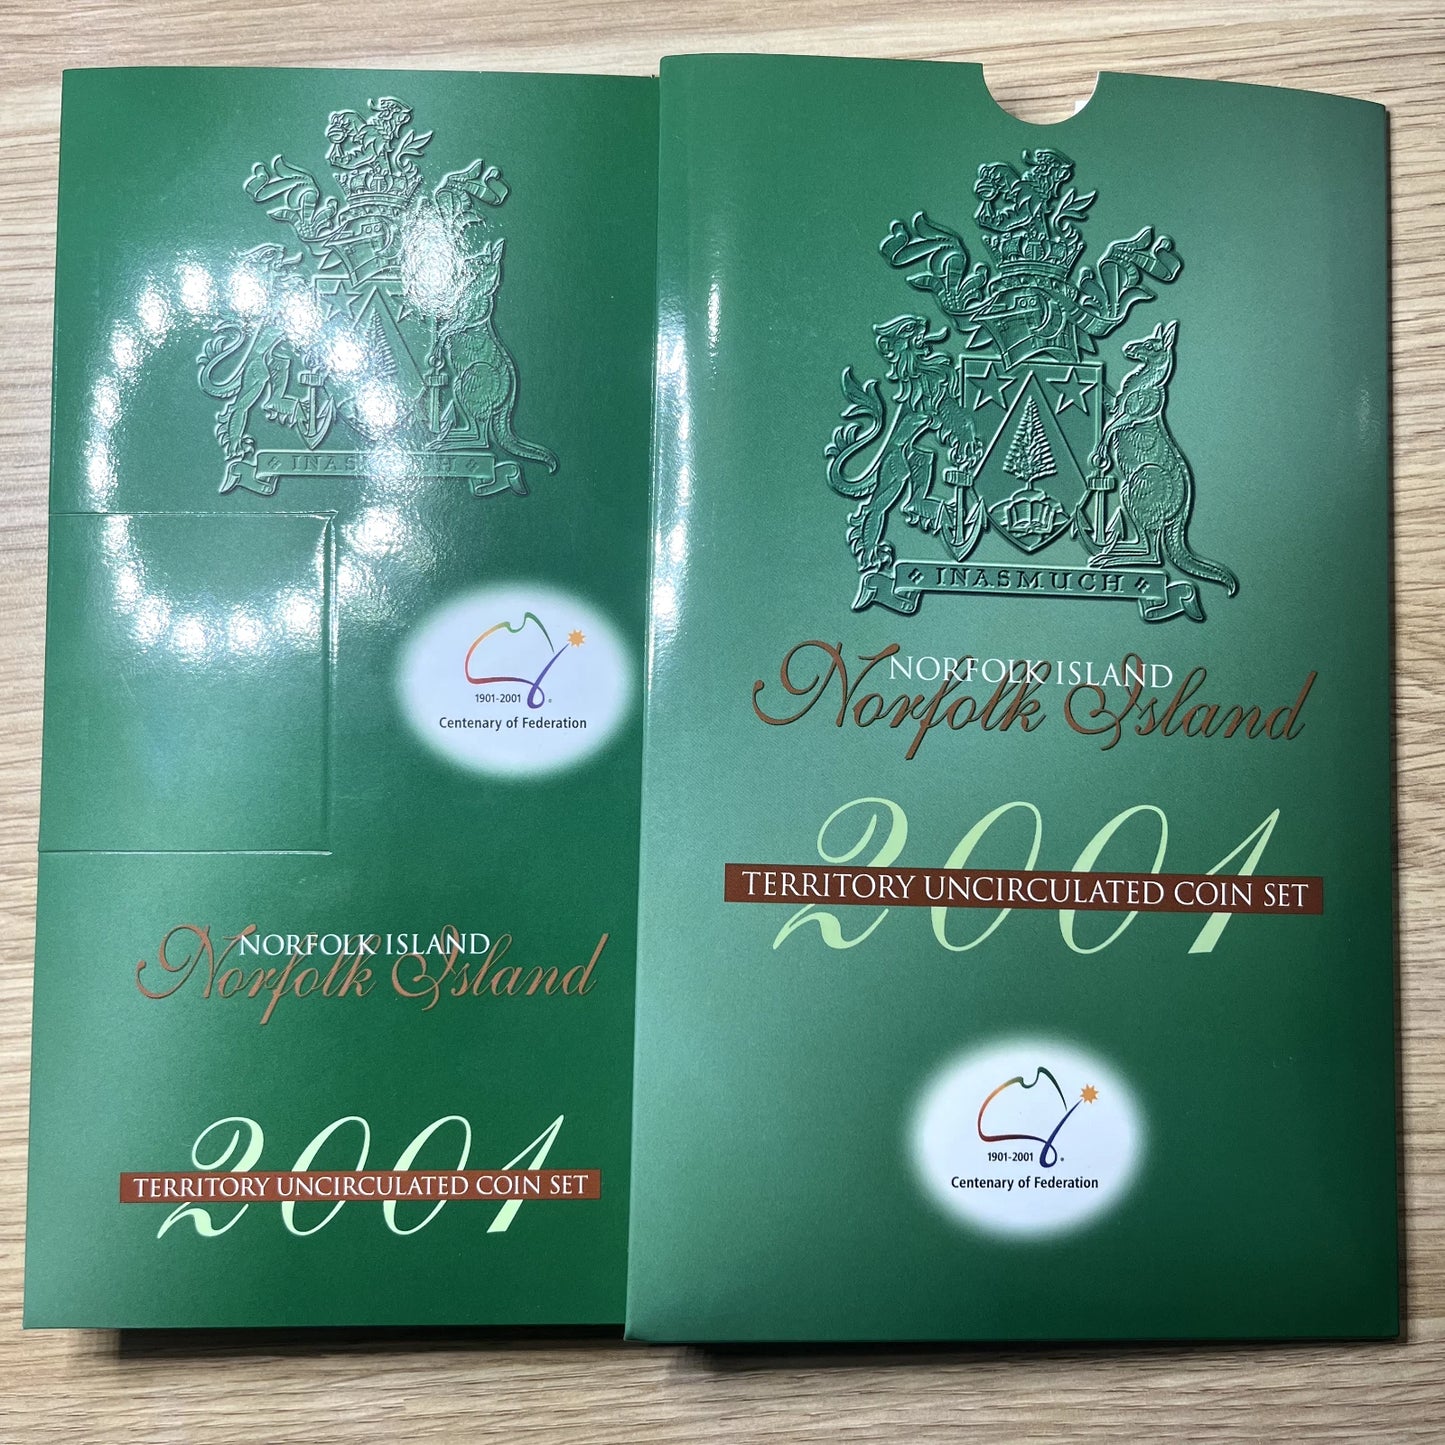 INASMUCH
1901-2001
Centenary of Federation
NORFOLK ISLAND
Norfolk Island
2001
TERRITORY UNCIRCULATED COIN SET
INASMUCH
NORFOLK ISLAND
Norfolk Island
2001
TERRITORY UNCIRCULATED COIN SET
1901-2001
Centenary of Federation